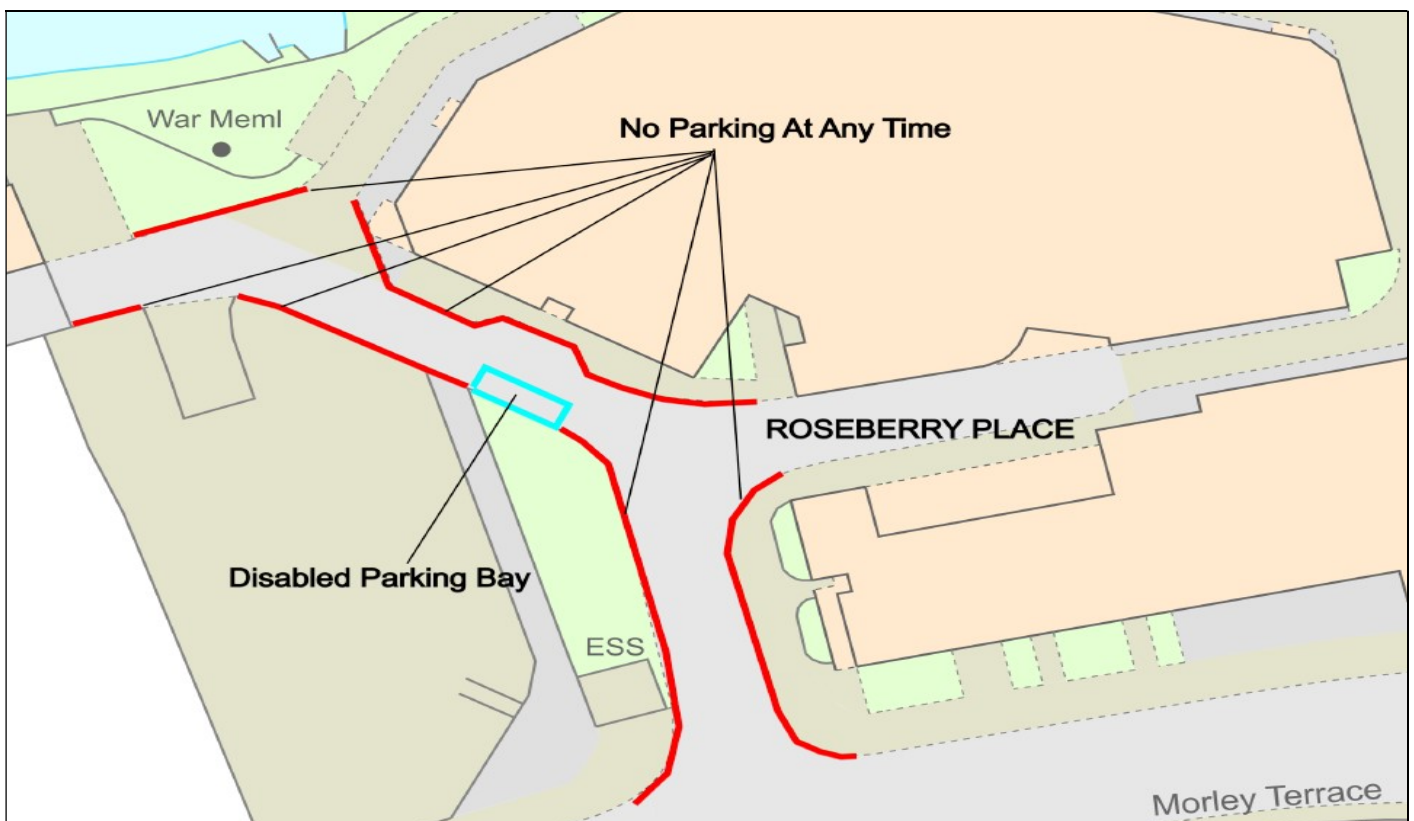 War Meml
No Parking At Any Time
ROSEBERRY PLACE
Disabled Parking Bay
ESS
Morley Terrace